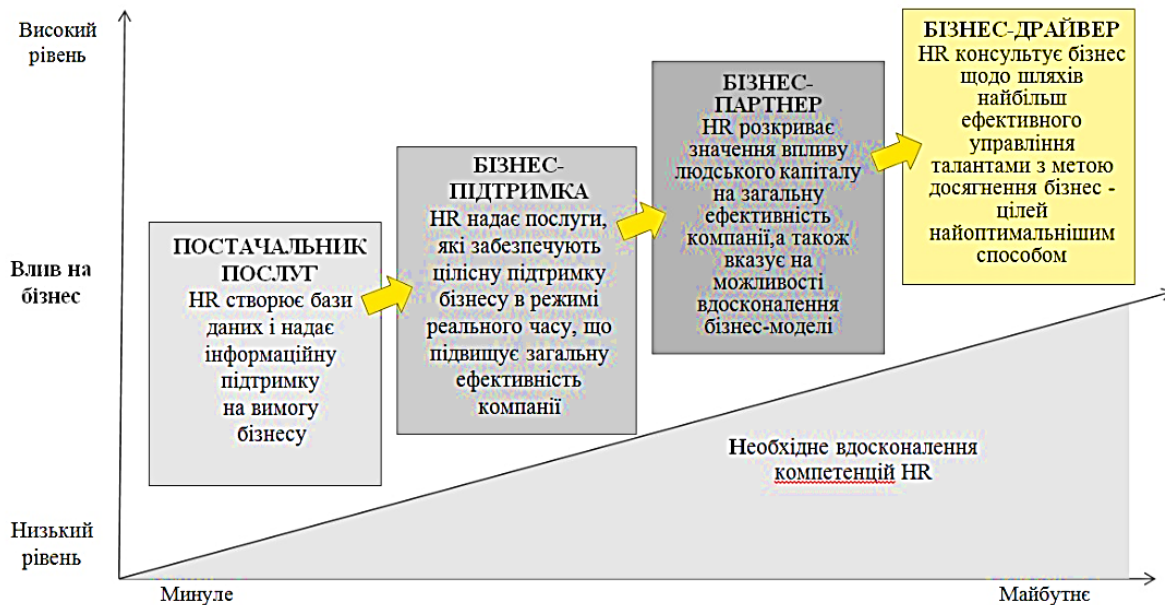 Високий
рівень
Влив на
бізнес
Низький
рівень
ПОСТАЧАЛЬНИК
ПОСЛУГ
HR створює бази
даних і надає
інформаційну
підтримку
на вимогу
бізнесу
БІЗНЕС-
ПІДТРИМКА
HR надає послуги,
які забезпечують
цілісну підтримку
бізнесу в режимі
реального часу, що
підвищує загальну
ефективність
компанії
БІЗНЕС-
ПАРТНЕР
HR розкриває
значення впливу
людського капіталу
на загальну
ефективність
компанії,а також
вказує на
можливості
вдосконалення
бізнес-моделі
БІЗНЕС-ДРАЙВЕР
HR консультує бізнес
щодо шляхів
найбільш
ефективного
управління
талантами з метою
досягнення бізнес -
цілей
найоптимальнішим
способом
Необхідне вдосконалення
компетенцій HR
Минуле
Майбутнє